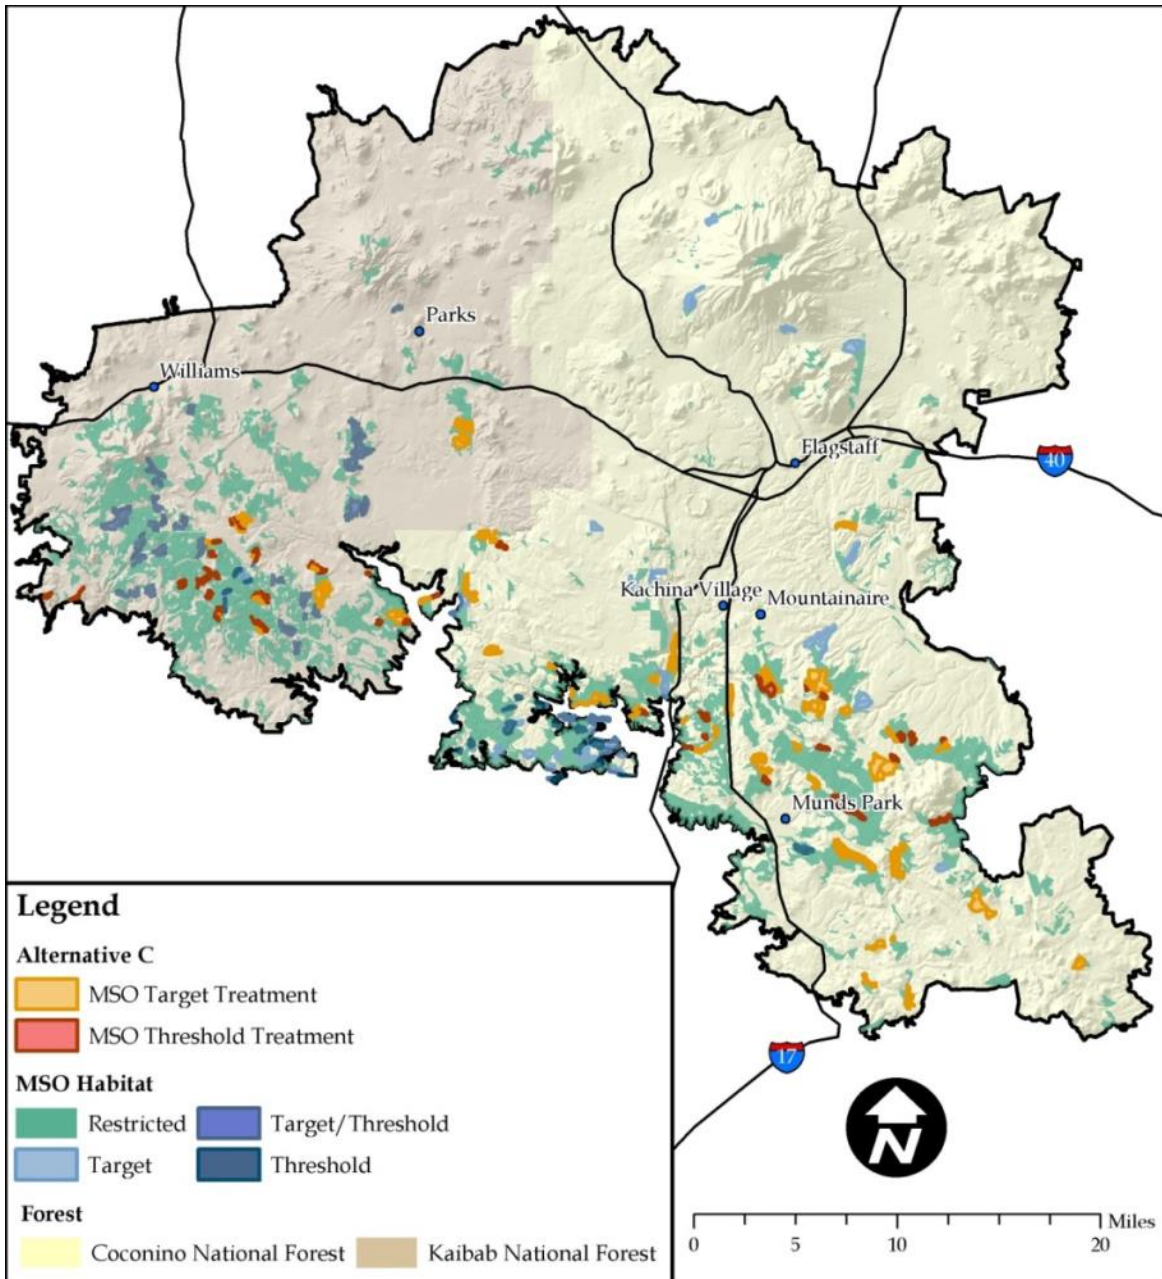 Parks
Williams
Flagstaff
40
Kachina Village
Mountainaire
Munds Park
17
N
Miles
0 5 10 20
Legend
Alternative C
MSO Target Treatment
MSO Threshold Treatment
MSO Habitat
Restricted Target/Threshold
Target Threshold
Forest
Coconino National Forest Kaibab National Forest